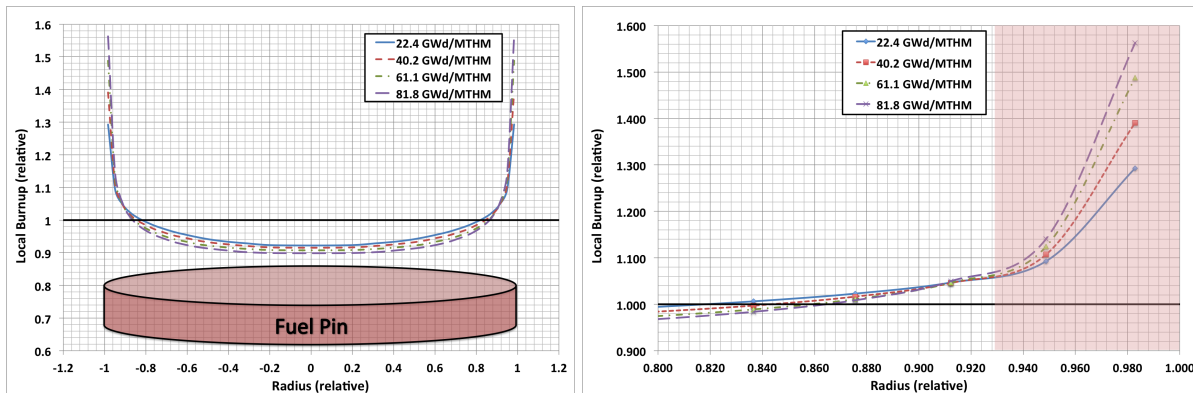 1.6
1.5
1.4
1.3
1.2
1.1
1
0.9
0.8
0.7
0.6
Local Burnup (relative)
22.4 GWd/MTHM
40.2 GWd/MTHM
61.1 GWd/MTHM
81.8 GWd/MTHM
Fuel Pin
-1.2 -1 -0.8 -0.6 -0.4 -0.2 0 0.2 0.4 0.6 0.8 1 1.2
Radius (relative)
1.600
1.500
1.400
1.300
1.200
1.100
1.000
0.900
Local Burnup (relative)
22.4 GWd/MTHM
40.2 GWd/MTHM
61.1 GWd/MTHM
81.8 GWd/MTHM
0.800 0.820 0.840 0.860 0.880 0.900 0.920 0.940 0.960 0.980 1.000
Radius (relative)